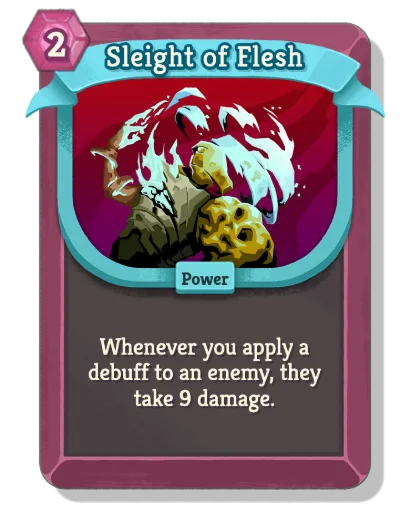 2
Sleight of Flesh
Power
Whenever you apply a
debuff to an enemy, they
take 9 damage.